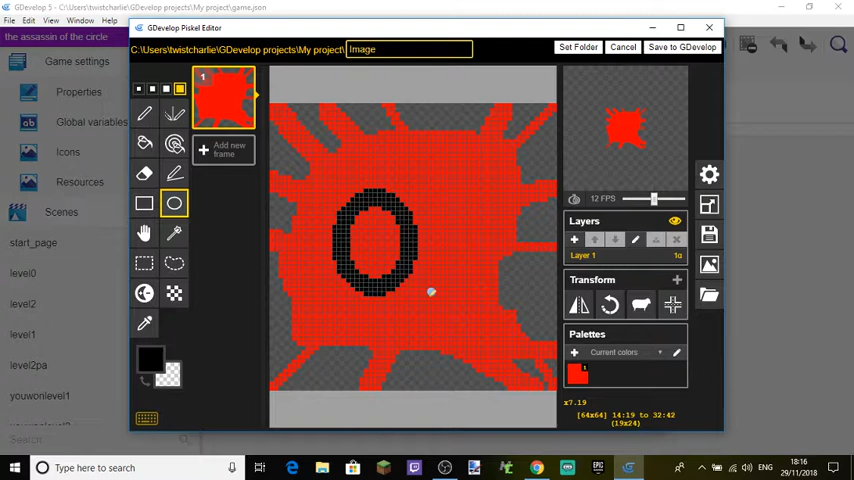 GDevelop 5 - C:\Users\twistcharlie\GDevelop projects\My project\game.json
File Edit View Window Help
the assassin of the circle
Game settings
Properties
Global variables
Icons
Resources
Scenes
start_page
level0
level2
level1
level2pa
youwonlevel1
Search
GDevelop Piskel Editor
C:\Users\twistcharlie\GDevelop projects\My project\ Image
Set Folder Cancel Save to GDevelop
1
Add new
frame
12 FPS
Layers
Layer 1 1α
Transform
Palettes
Current colors
1
x7.19
[64x64] 14:19 to 32:42
(19x24)
Type here to search
ENG
18:16
29/11/2018